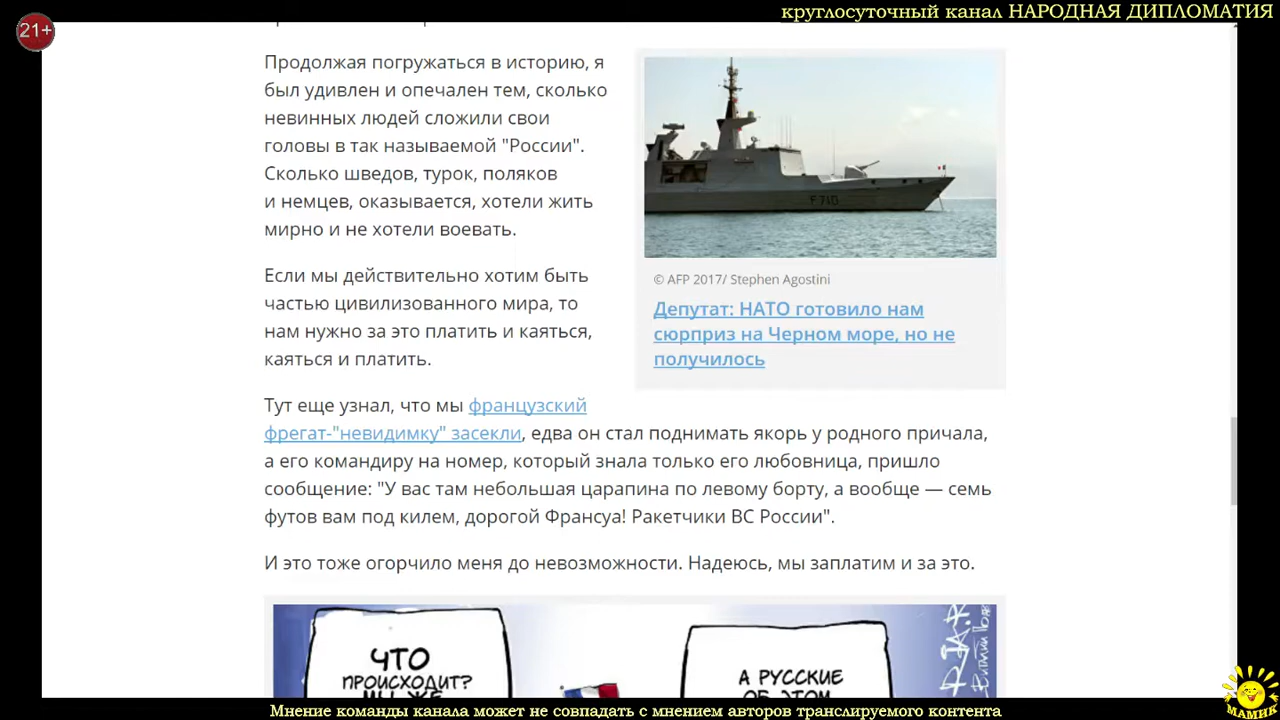 круглосуточный канал НАРОДНАЯ ДИПЛОМАТИЯ
21+
Продолжая погружаться в историю, я
был удивлен и опечален тем, сколько
невинных людей сложили свои
головы в так называемой "России".
Сколько шведов, турок, поляков
и немцев, оказывается, хотели жить
мирно и не хотели воевать.
Если мы действительно хотим быть
частью цивилизованного мира, то
нам нужно за это платить и каяться,
каяться и платить.
F710
© AFP 2017/ Stephen Agostini
Депутат: НАТО готовило нам
сюрприз на Черном море, но не
получилось
Тут еще узнал, что мы французский
фрегат-"невидимку" засекли, едва он стал поднимать якорь у родного причала,
а его командиру на номер, который знала только его любовница, пришло
сообщение: "У вас там небольшая царапина по левому борту, а вообще — семь
футов вам под килем, дорогой Франсуа! Ракетчики ВС России".
И это тоже огорчило меня до невозможности. Надеюсь, мы заплатим и за это.
ЧТО
ПРОИСХОДИТ?
МЫ ЖЕ
А РУССКИЕ
ОБ ЭТОМ
МАМИК
Мнение команды канала может не совпадать с мнением авторов транслируемого контента